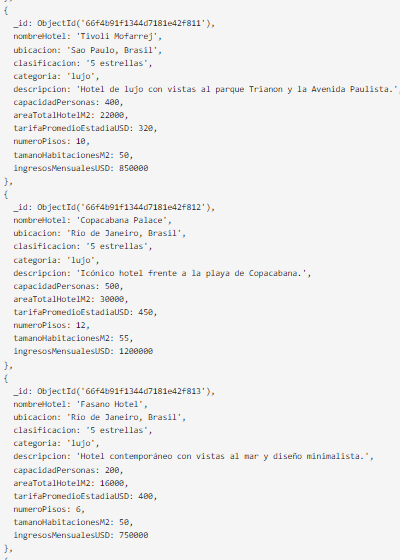 {
_id: ObjectId('66f4b91f1344d7181e42f811'),
nombreHotel: 'Tivoli Mofarrej',
ubicacion: 'Sao Paulo, Brasil',
clasificacion: '5 estrellas',
categoria: 'lujo',
descripcion: 'Hotel de lujo con vistas al parque Trianon y la Avenida Paulista.',
capacidadPersonas: 400,
areaTotalHotelM2: 22000,
tarifaPromedioEstadiaUSD: 320,
numeroPisos: 10,
tamanoHabitacionesM2: 50,
ingresosMensualesUSD: 850000
},
{
_id: ObjectId('66f4b91f1344d7181e42f812'),
nombreHotel: 'Copacabana Palace',
ubicacion: 'Río de Janeiro, Brasil',
clasificacion: '5 estrellas',
categoria: 'lujo',
descripcion: 'Icónico hotel frente a la playa de Copacabana.',
capacidadPersonas: 500,
areaTotalHotelM2: 30000,
tarifaPromedioEstadiaUSD: 450,
numeroPisos: 12,
tamanoHabitacionesM2: 55,
ingresosMensualesUSD: 1200000
},
{
_id: ObjectId('66f4b91f1344d7181e42f813'),
nombreHotel: 'Fasano Hotel',
ubicacion: 'Río de Janeiro, Brasil',
clasificacion: '5 estrellas',
categoria: 'lujo',
descripcion: 'Hotel contemporáneo con vistas al mar y diseño minimalista.',
capacidadPersonas: 200,
areaTotalHotelM2: 16000,
tarifaPromedioEstadiaUSD: 400,
numeroPisos: 6,
tamanoHabitacionesM2: 50,
ingresosMensualesUSD: 750000
},